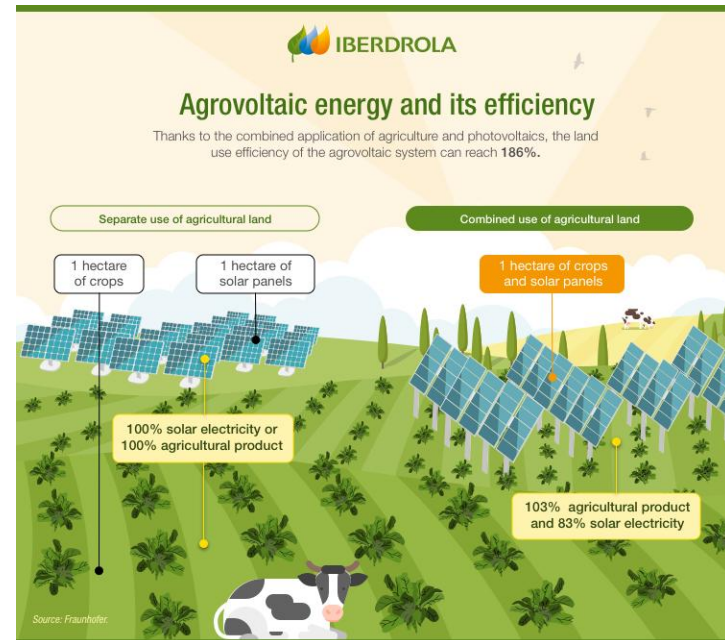 IBERDROLA
Agrovoltaic energy and its efficiency
Thanks to the combined application of agriculture and photovoltaics, the land
use efficiency of the agrovoltaic system can reach 186%.
Separate use of agricultural land
Combined use of agricultural land
1 hectare
of crops
1 hectare of
solar panels
1 hectare of crops
and solar panels
100% solar electricity or
100% agricultural product
103% agricultural product
and 83% solar electricity
Source: Fraunhofer.